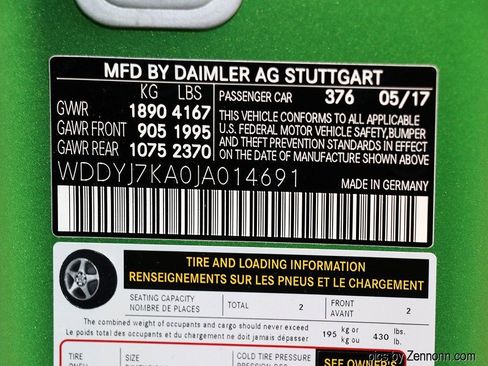 MFD BY DAIMLER AG STUTTGART
KG LBS
GVWR 1890 4167
GAWR FRONT 905 1995
GAWR REAR 1075 2370
PASSENGER CAR 376 05/17
THIS VEHICLE CONFORMS TO ALL APPLICABLE
U.S. FEDERAL MOTOR VEHICLE SAFETY,BUMPER
AND THEFT PREVENTION STANDARDS IN EFFECT
ON THE DATE OF MANUFACTURE SHOWN ABOVE
WDDYJ7KA0JA014691
MADE IN GERMANY
TIRE AND LOADING INFORMATION
RENSEIGNEMENTS SUR LES PNEUS ET LE CHARGEMENT
SEATING CAPACITY
NOMBRE DE PLACES
TOTAL 2
FRONT
AVANT
2
The combined weight of occupants and cargo should never exceed
Le poids total des occupants et du chargement ne doit jamais dépasser
195 kg or
kg ou
430 lbs.
lb.
TIRE
SIZE
COLD TIRE PRESSURE
SEE OWNER'S
pics by Zennonn.com